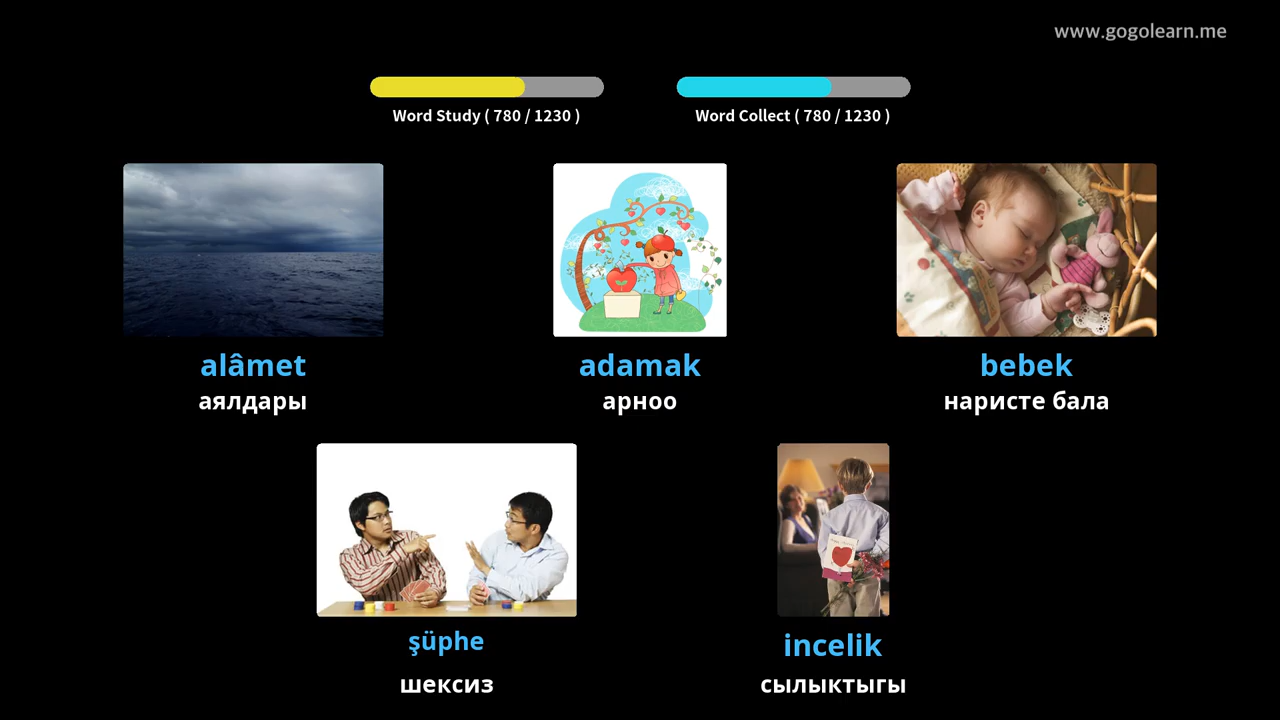 www.gogolearn.me
Word Study ( 780 / 1230 )
Word Collect ( 780 / 1230 )
alâmet
аялдары
adamak
арноо
bebek
наристе бала
şüphe
шексиз
incelik
сылыктыгы